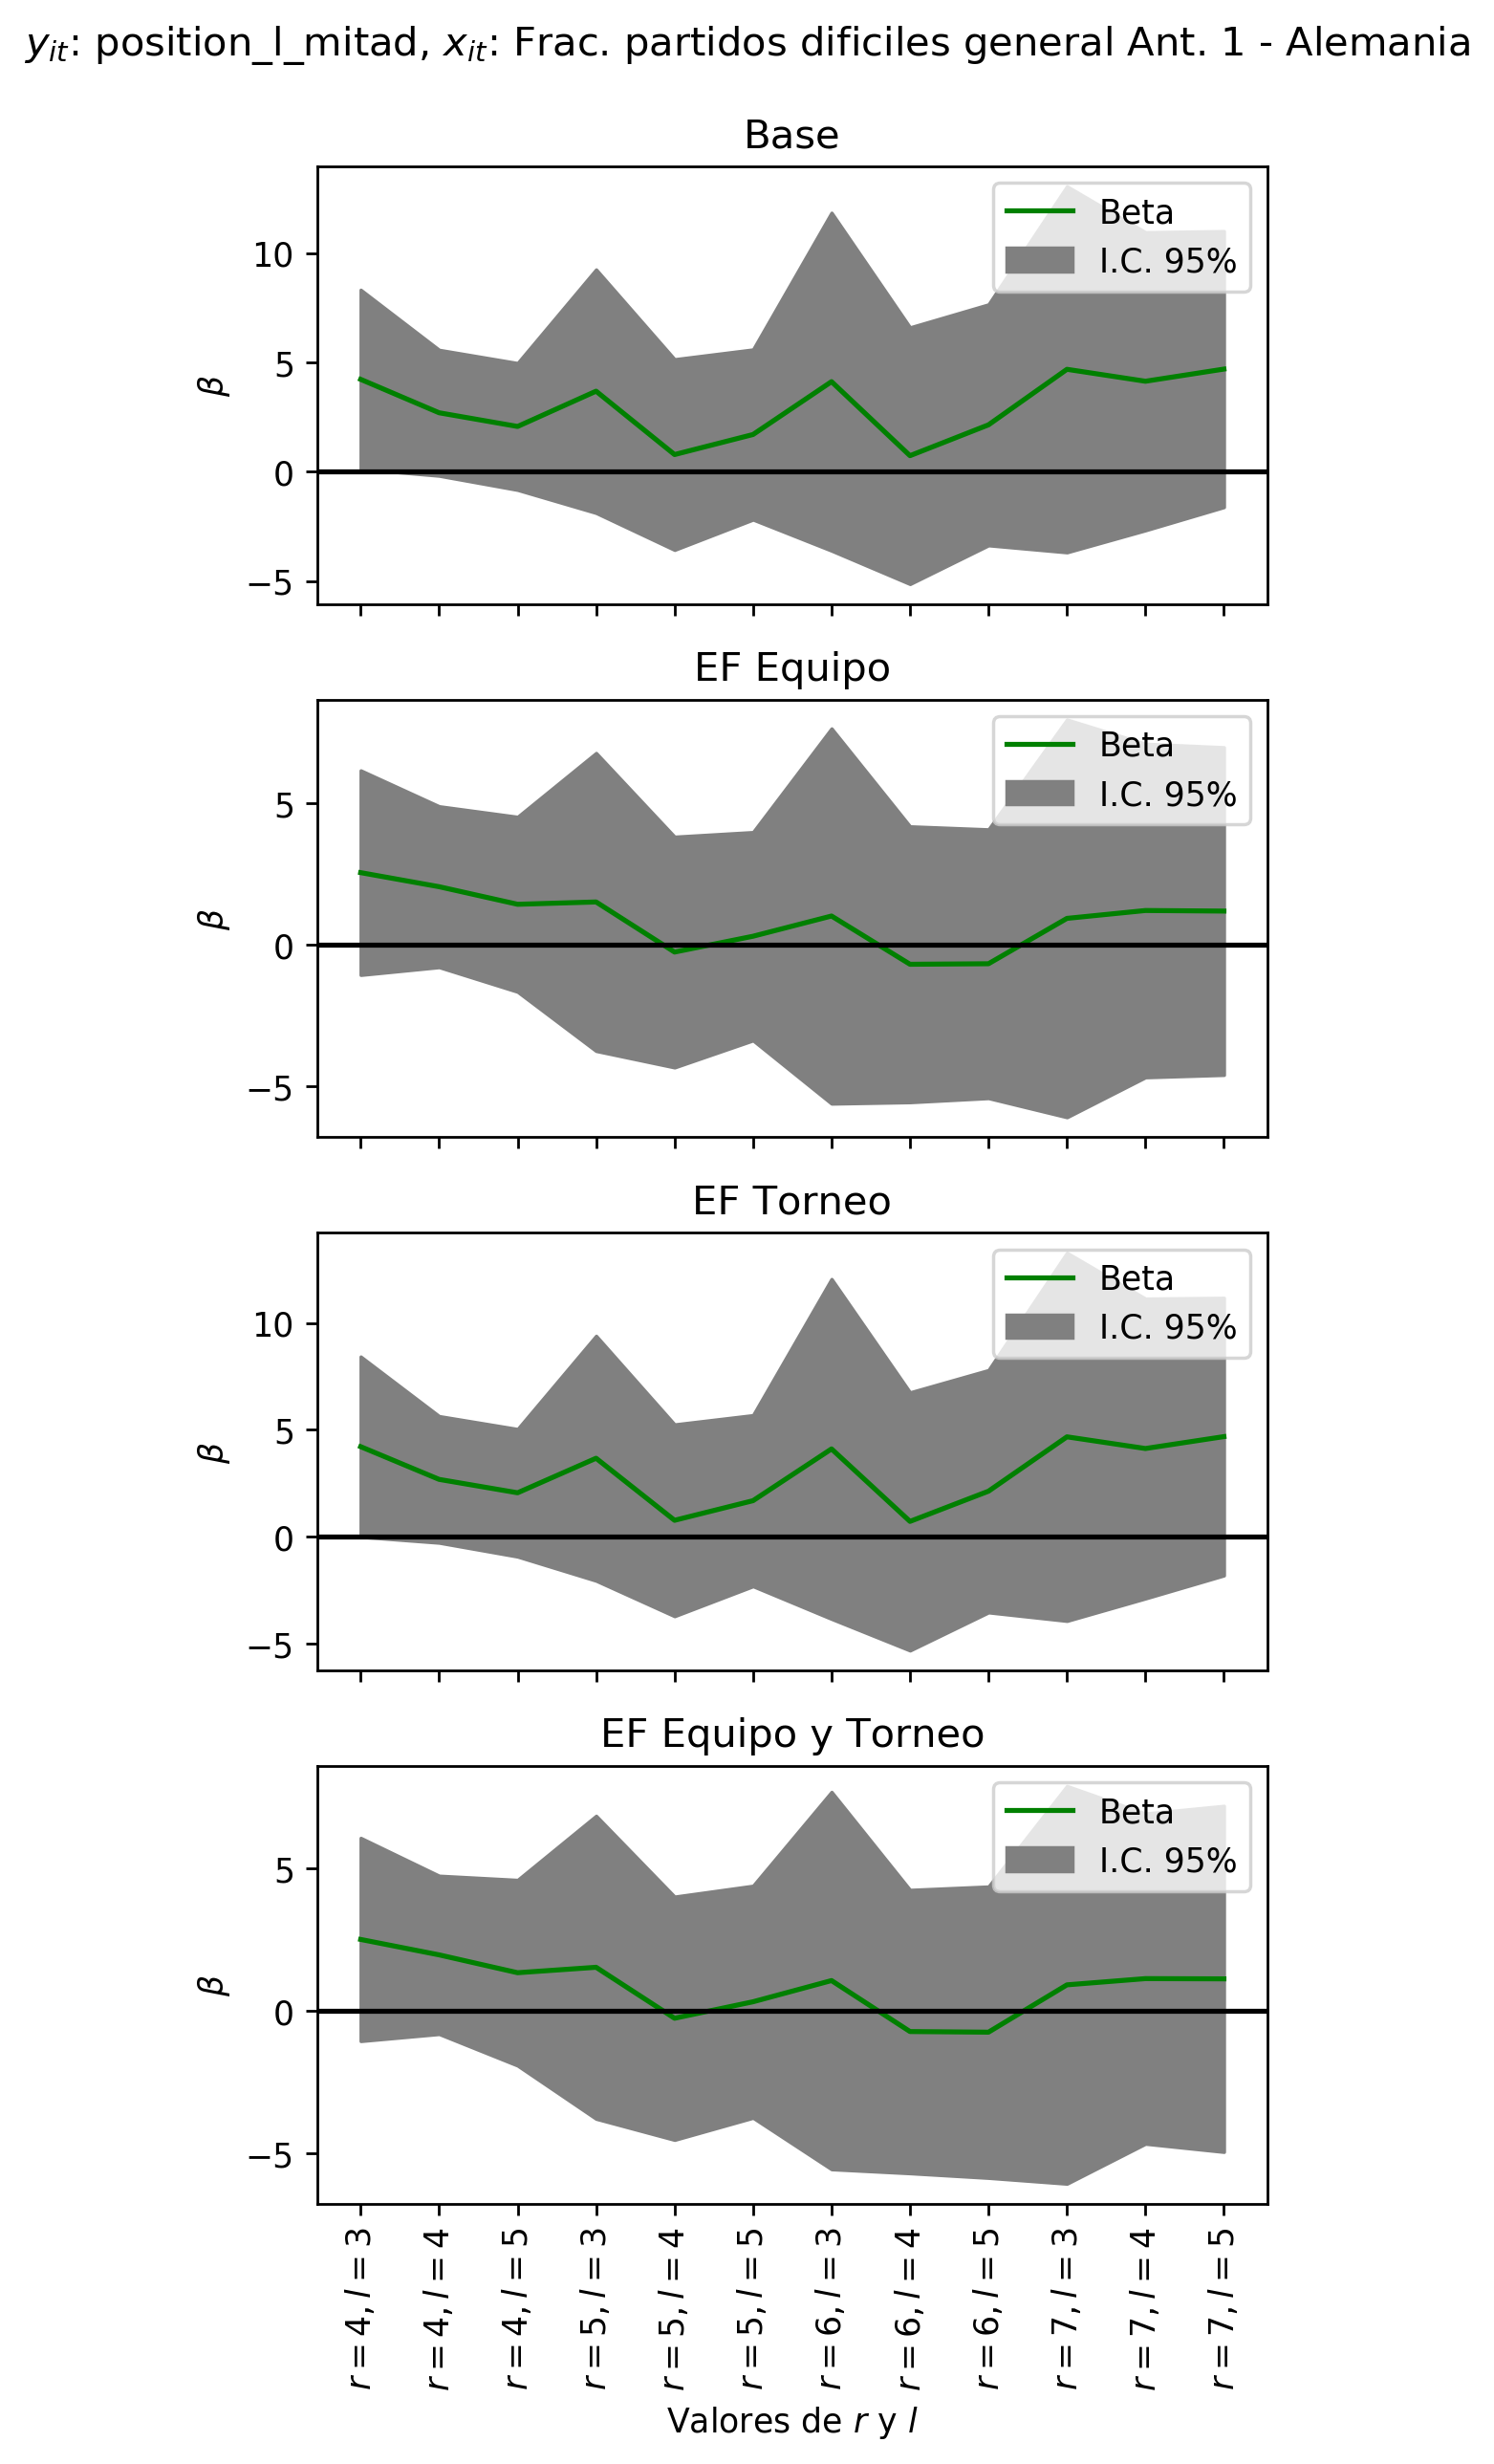 y_it: position_l_mitad, x_it: Frac. partidos dificiles general Ant. 1 - Alemania
Base
Beta
I.C. 95%
10
5
0
−5
β
EF Equipo
Beta
I.C. 95%
5
0
−5
β
EF Torneo
Beta
I.C. 95%
10
5
0
−5
β
EF Equipo y Torneo
Beta
I.C. 95%
5
0
−5
β
r = 4, l = 3
r = 4, l = 4
r = 4, l = 5
r = 5, l = 3
r = 5, l = 4
r = 5, l = 5
r = 6, l = 3
r = 6, l = 4
r = 6, l = 5
r = 7, l = 3
r = 7, l = 4
r = 7, l = 5
Valores de r y l